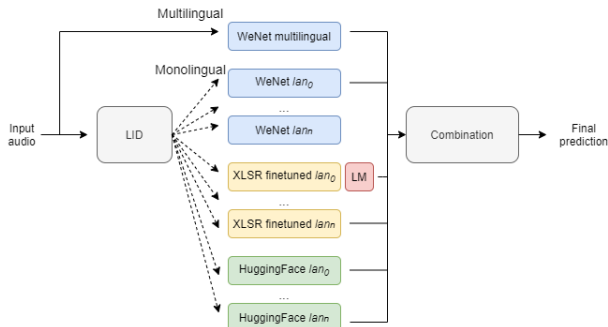 Multilingual
WeNet multilingual
Monolingual
WeNet lan0
...
WeNet lann
Input
audio
LID
Combination
Final
prediction
XLSR finetuned lan0
LM
...
XLSR finetuned lann
HuggingFace lan0
...
HuggingFace lann